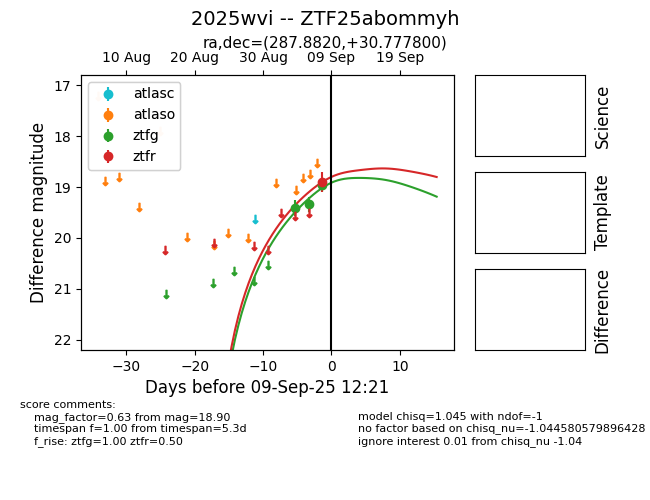 2025wvi -- ZTF25abommyh
ra,dec=(287.8820,+30.777800)
10 Aug 20 Aug 30 Aug 09 Sep 19 Sep
17
18
19
20
21
22
Difference magnitude
atlasc
atlaso
ztfg
ztfr
−30 −20 −10 0 10
Days before 09-Sep-25 12:21
Science
Template
Difference
score comments:
mag_factor=0.63 from mag=18.90
timespan f=1.00 from timespan=5.3d
f_rise: ztfg=1.00 ztfr=0.50
model chisq=1.045 with ndof=-1
no factor based on chisq_nu=-1.044580579896428
ignore interest 0.01 from chisq_nu -1.04